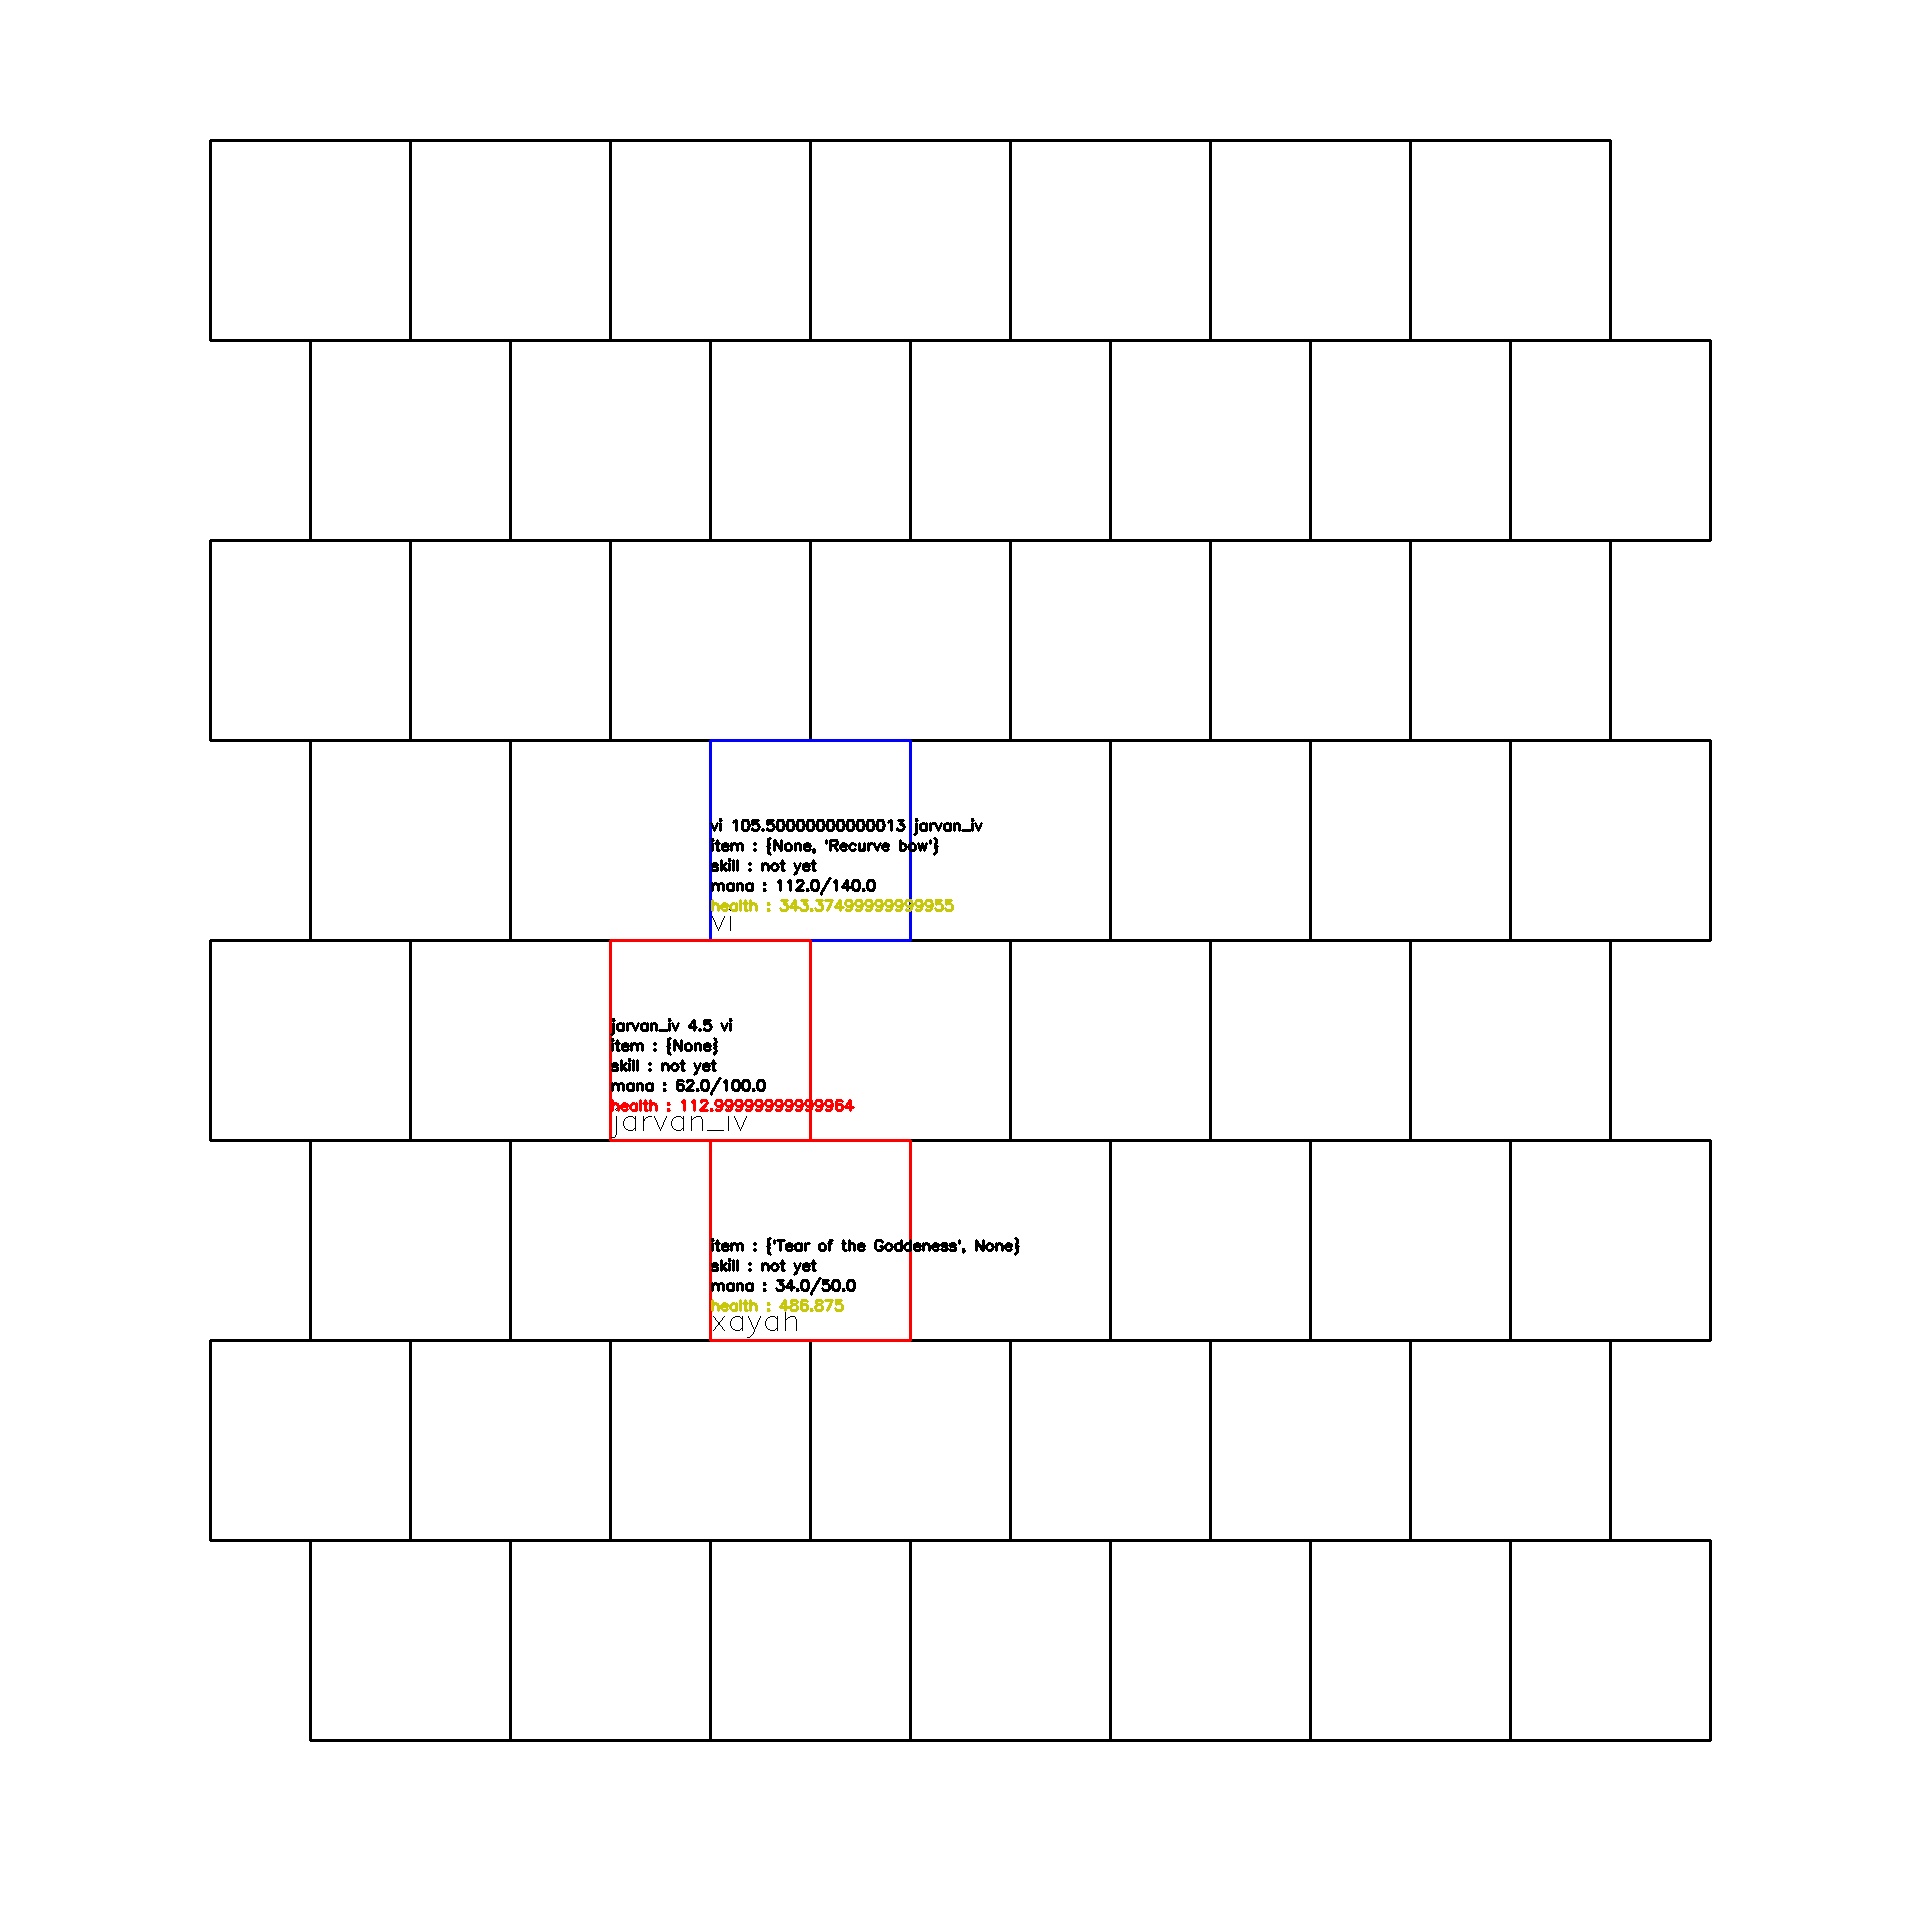 vi 105.50000000000013 jarvan_iv
item : {None, 'Recurve bow'}
skill : not yet
mana : 112.0/140.0
health : 343.37499999999955
vi
jarvan_iv 4.5 vi
item : {None}
skill : not yet
mana : 62.0/100.0
health : 112.99999999999964
jarvan_iv
item : {'Tear of the Goddeness', None}
skill : not yet
mana : 34.0/50.0
health : 486.875
xayah